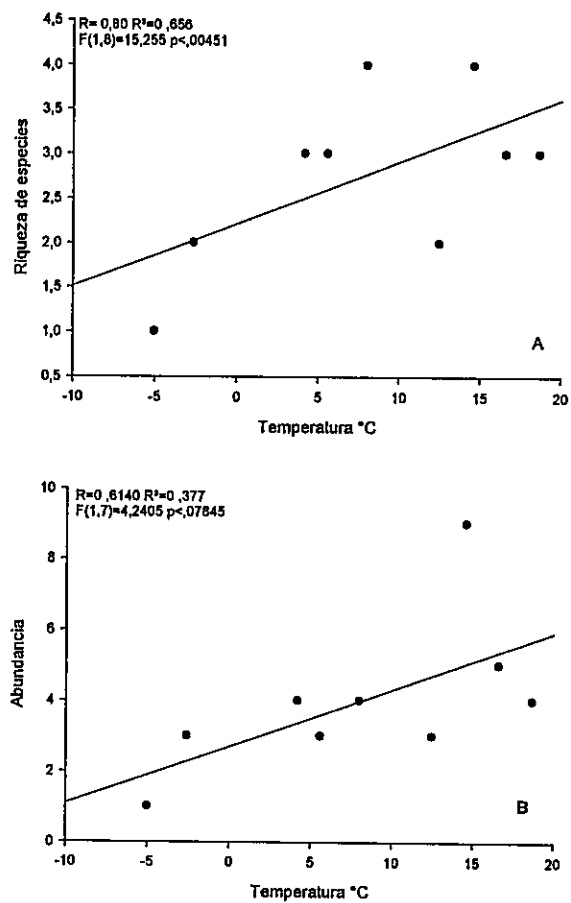 R= 0,80 R²=0 ,656
F(1,8)=15,255 p<,00451
4,0
3,5
3,0
2,5
2,0
1,5
1,0
0,5
Riqueza de especies
A
-10 -5 0 5 10 15 20
Temperatura °C
R=0 ,6140 R²=0 ,377
F(1,7)=4,2405 p<,07845
10
8
6
4
2
0
Abundancia
B
-10 -5 0 5 10 15 20
Temperatura °C